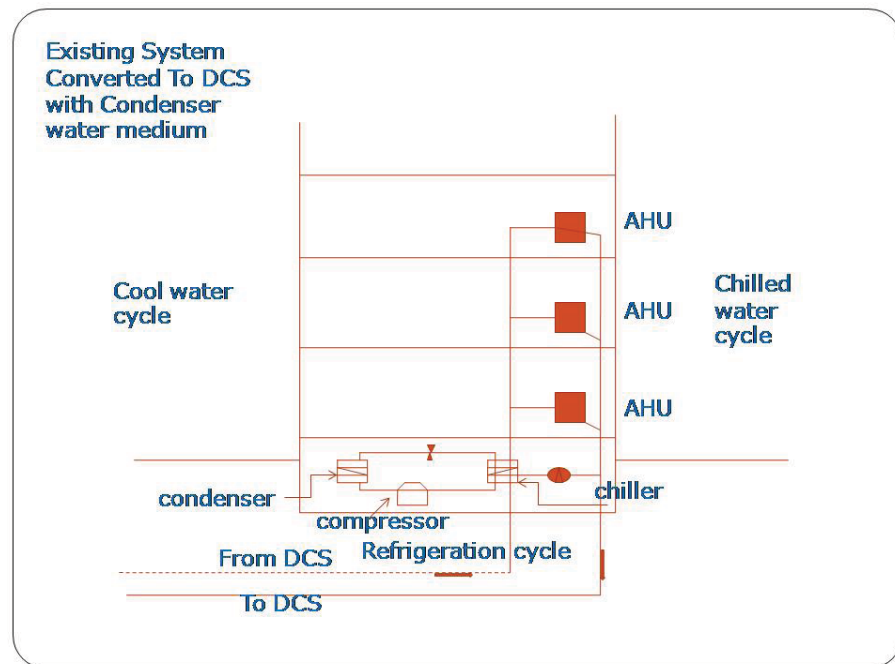 Existing System
Converted To DCS
with Condenser
water medium
AHU
Cool water
cycle
AHU
Chilled
water
cycle
AHU
condenser
chiller
compressor
From DCS
Refrigeration cycle
To DCS